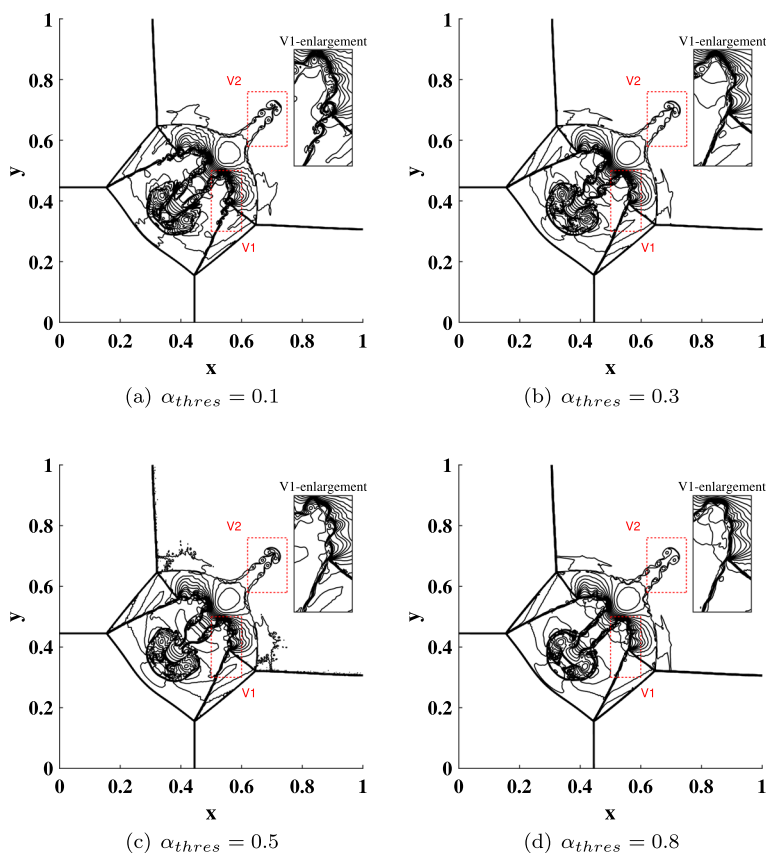 V1-enlargement
V2
V1
y
1
0.8
0.6
0.4
0.2
0
0 0.2 0.4 0.6 0.8 1
x
(a) α_thres = 0.1
V1-enlargement
V2
V1
y
1
0.8
0.6
0.4
0.2
0
0 0.2 0.4 0.6 0.8 1
x
(b) α_thres = 0.3
V1-enlargement
V2
V1
y
1
0.8
0.6
0.4
0.2
0
0 0.2 0.4 0.6 0.8 1
x
(c) α_thres = 0.5
V1-enlargement
V2
V1
y
1
0.8
0.6
0.4
0.2
0
0 0.2 0.4 0.6 0.8 1
x
(d) α_thres = 0.8